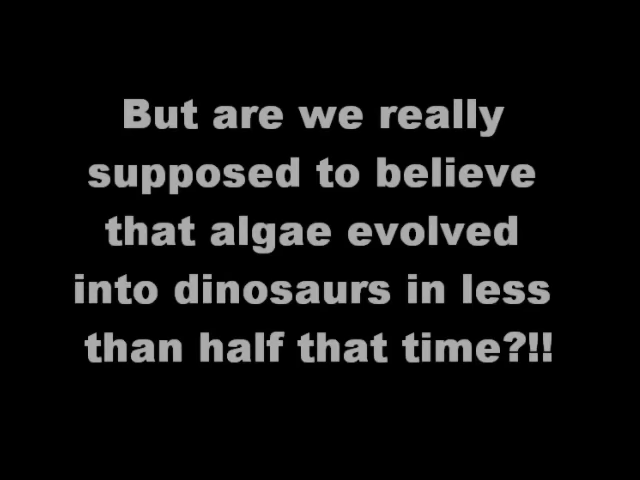 But are we really
supposed to believe
that algae evolved
into dinosaurs in less
than half that time?!!